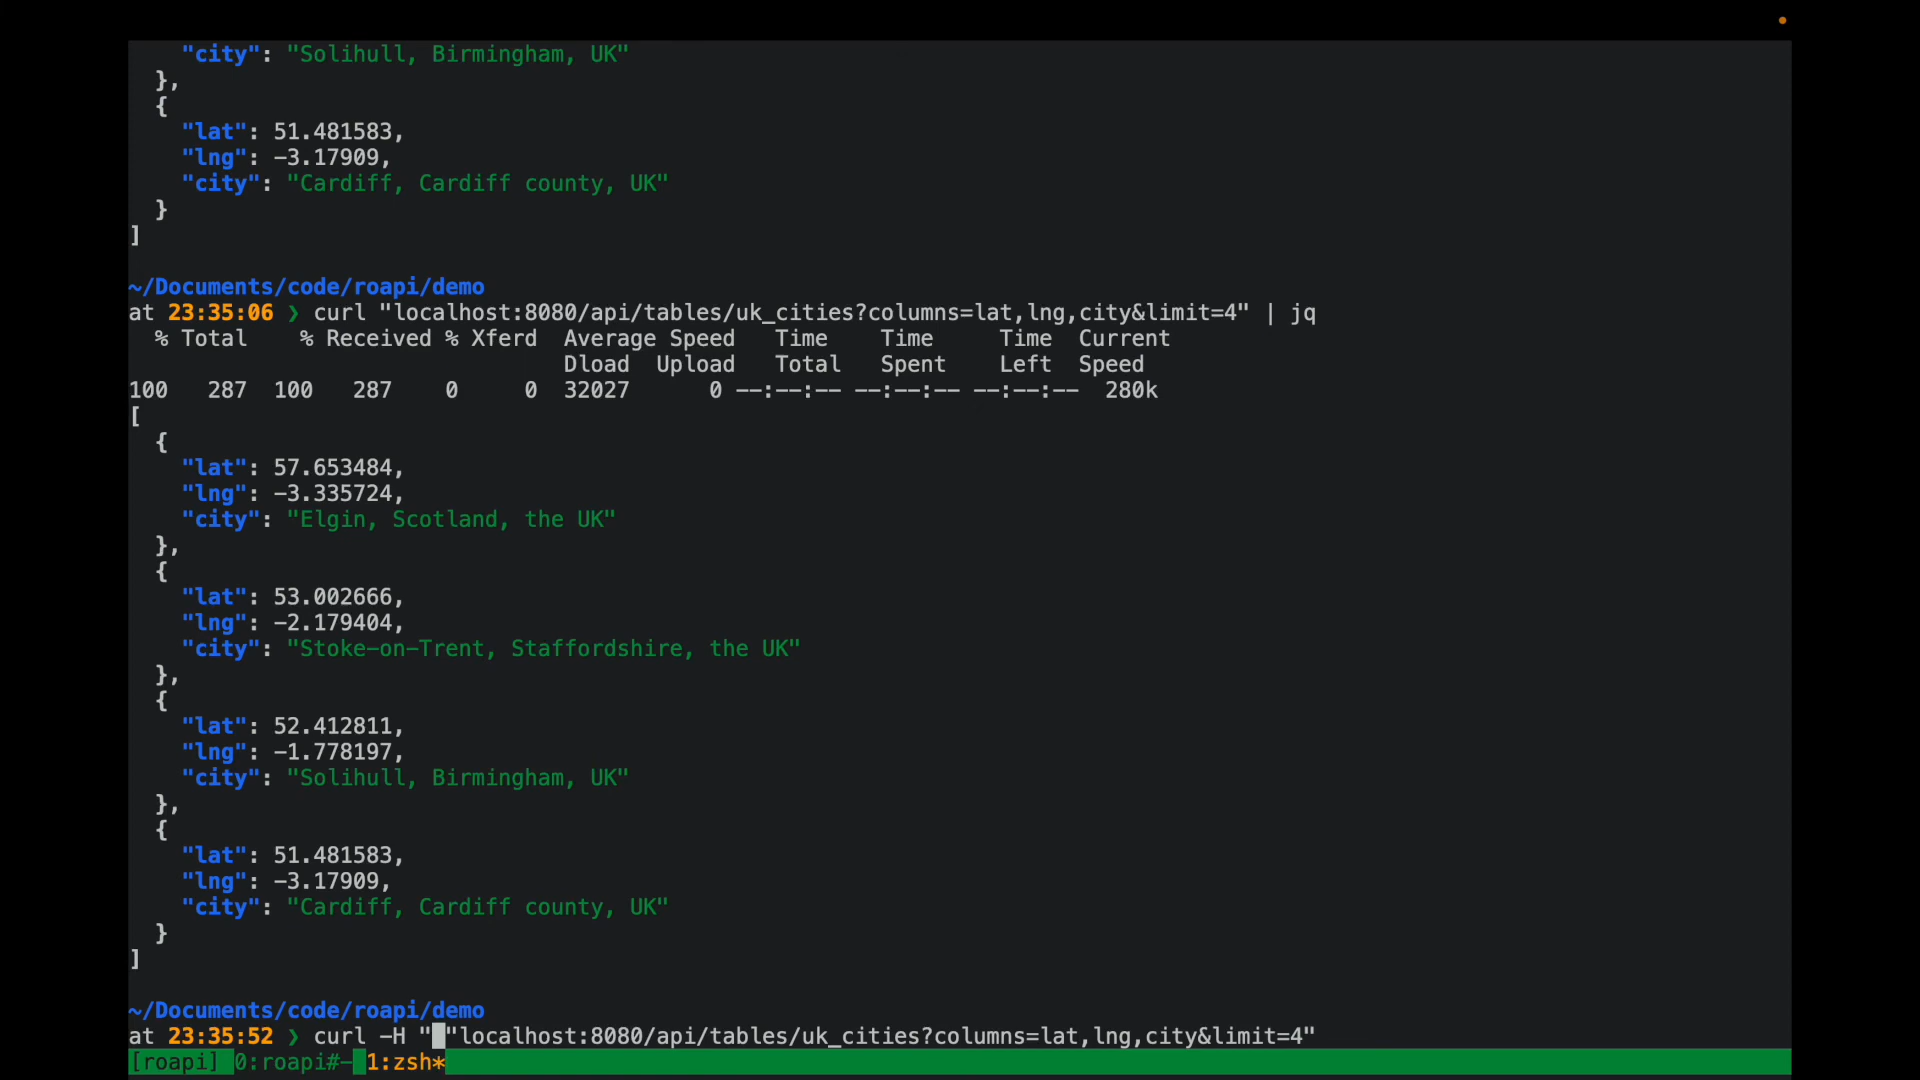 "city": "Solihull, Birmingham, UK"
  },
  {
    "lat": 51.481583,
    "lng": -3.17909,
    "city": "Cardiff, Cardiff county, UK"
  }
]
~/Documents/code/roapi/demo
at 23:35:06 ❯ curl "localhost:8080/api/tables/uk_cities?columns=lat,lng,city&limit=4" | jq
  % Total    % Received % Xferd  Average Speed   Time    Time     Time  Current
                                 Dload  Upload   Total   Spent    Left  Speed
100   287  100   287    0     0  32027      0 --:--:-- --:--:-- --:--:--  280k
[
  {
    "lat": 57.653484,
    "lng": -3.335724,
    "city": "Elgin, Scotland, the UK"
  },
  {
    "lat": 53.002666,
    "lng": -2.179404,
    "city": "Stoke-on-Trent, Staffordshire, the UK"
  },
  {
    "lat": 52.412811,
    "lng": -1.778197,
    "city": "Solihull, Birmingham, UK"
  },
  {
    "lat": 51.481583,
    "lng": -3.17909,
    "city": "Cardiff, Cardiff county, UK"
  }
]
~/Documents/code/roapi/demo
at 23:35:52 ❯ curl -H " "localhost:8080/api/tables/uk_cities?columns=lat,lng,city&limit=4"
[roapi] 0:roapi#- 1:zsh*